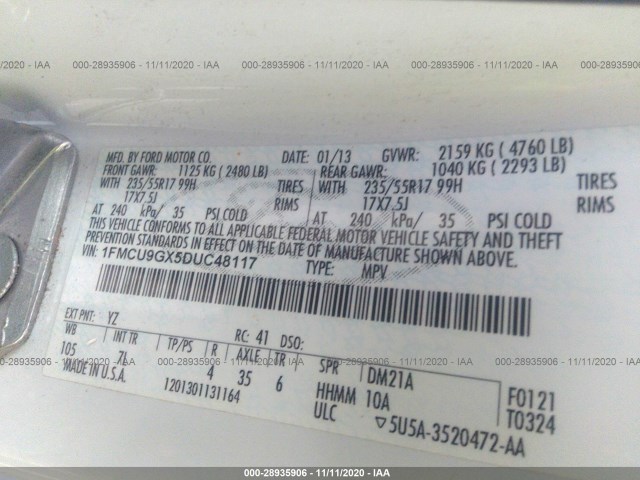 11/11/2020 - IAA 000-28935906 - 11/11/2020 - IAA 000-28935906 - 11/11/2020 - IAA 000-28935906
MFD. BY FORD MOTOR CO. DATE: 01/13 GVWR: 2159 KG ( 4760 LB)
FRONT GAWR: 1125 KG ( 2480 LB) REAR GAWR: 1040 KG ( 2293 LB)
WITH 235/55R17 99H TIRES WITH 235/55R17 99H TIRES
17X7.5J RIMS 17X7.5J RIMS
AT 240 kPa/ 35 PSI COLD AT 240 kPa/ 35 PSI COLD
THIS VEHICLE CONFORMS TO ALL APPLICABLE FEDERAL MOTOR VEHICLE SAFETY AND THEFT
PREVENTION STANDARDS IN EFFECT ON THE DATE OF MANUFACTURE SHOWN ABOVE.
VIN: 1FMCU9GX5DUC48117 TYPE: MPV
EXT PNT: YZ RC: 41 DSO:
WB INT TR TP/PS R AXLE TR SPR
105 7L 4 35 6 DM21A F0121
HHMM 10A T0324
MADE IN U.S.A. 1201301131164 ULC 5U5A-3520472-AA
11/11/2020 - IAA 000-28935906 - 11/11/2020 - IAA 000-28935906 - 11/11/2020 - IAA 000-28935906
000-28935906 - 11/11/2020 - IAA